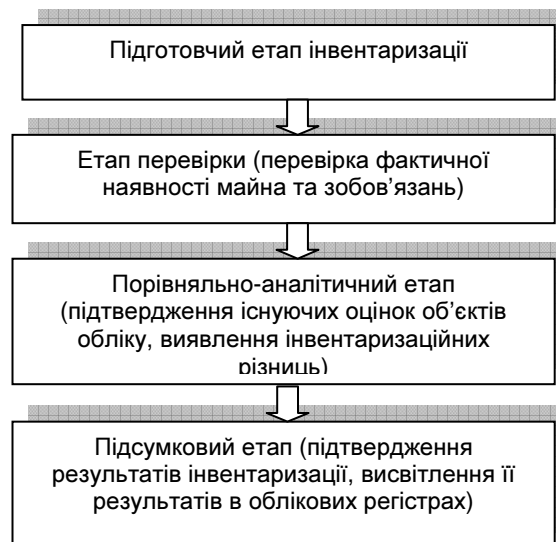 Підготовчий етап інвентаризації
Етап перевірки (перевірка фактичної
наявності майна та зобов’язань)
Порівняльно-аналітичний етап
(підтвердження існуючих оцінок об’єктів
обліку, виявлення інвентаризаційних
різниць)
Підсумковий етап (підтвердження
результатів інвентаризації, висвітлення її
результатів в облікових регістрах)